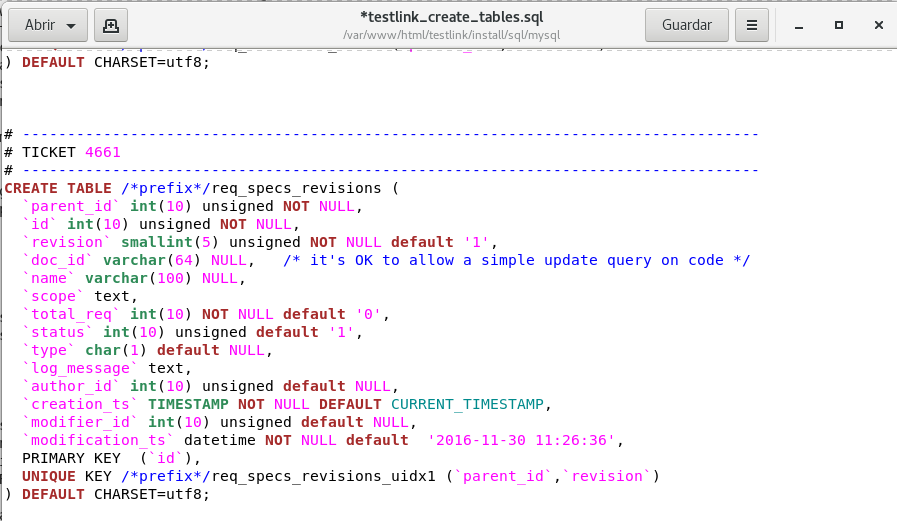 Abrir
*testlink_create_tables.sql
/var/www/html/testlink/install/sql/mysql
Guardar
) DEFAULT CHARSET=utf8;
# ----------------------------------------------------------------------------------
# TICKET 4661
# ----------------------------------------------------------------------------------
CREATE TABLE /*prefix*/req_specs_revisions (
  `parent_id` int(10) unsigned NOT NULL,
  `id` int(10) unsigned NOT NULL,
  `revision` smallint(5) unsigned NOT NULL default '1',
  `doc_id` varchar(64) NULL,   /* it's OK to allow a simple update query on code */
  `name` varchar(100) NULL,
  `scope` text,
  `total_req` int(10) NOT NULL default '0',
  `status` int(10) unsigned default '1',
  `type` char(1) default NULL,
  `log_message` text,
  `author_id` int(10) unsigned default NULL,
  `creation_ts` TIMESTAMP NOT NULL DEFAULT CURRENT_TIMESTAMP,
  `modifier_id` int(10) unsigned default NULL,
  `modification_ts` datetime NOT NULL default  '2016-11-30 11:26:36',
  PRIMARY KEY  (`id`),
  UNIQUE KEY /*prefix*/req_specs_revisions_uidx1 (`parent_id`,`revision`)
) DEFAULT CHARSET=utf8;